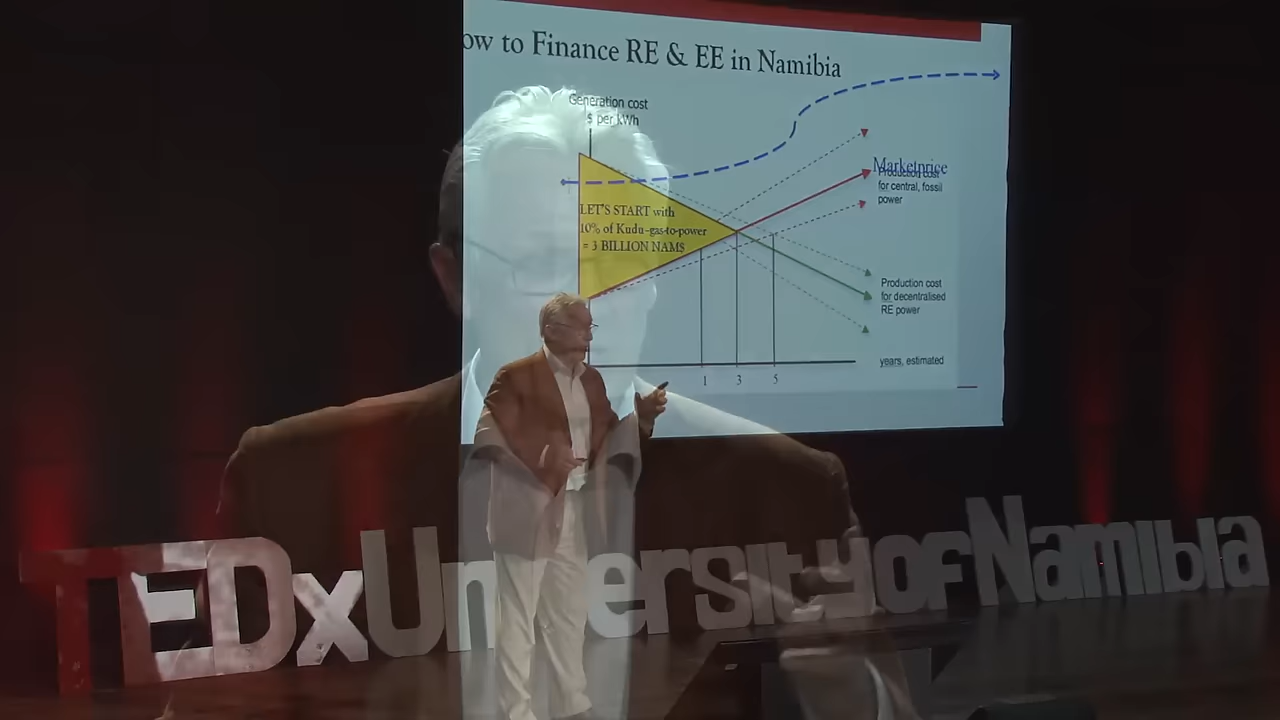 ow to Finance RE & EE in Namibia
Generation cost
$ per kWh
Marketprice
Production cost
for central, fossil
power
LET'S START with
10% of Kudu-gas-to-power
= 3 BILLION NAM$
Production cost
for decentralised
RE power
years, estimated
1 3 5
TEDxUniversityofNamibia